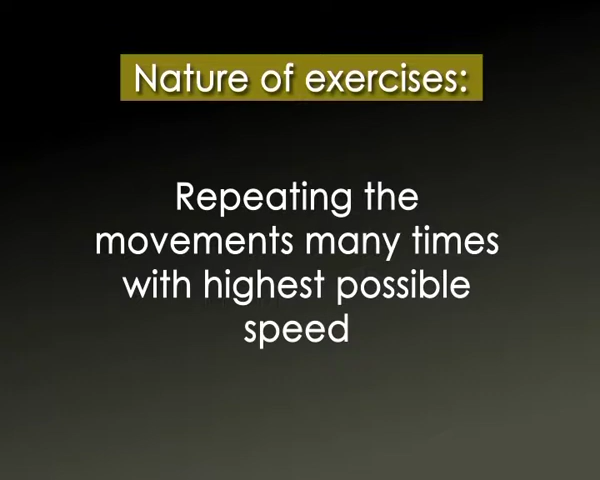 Nature of exercises:
Repeating the
movements many times
with highest possible
speed